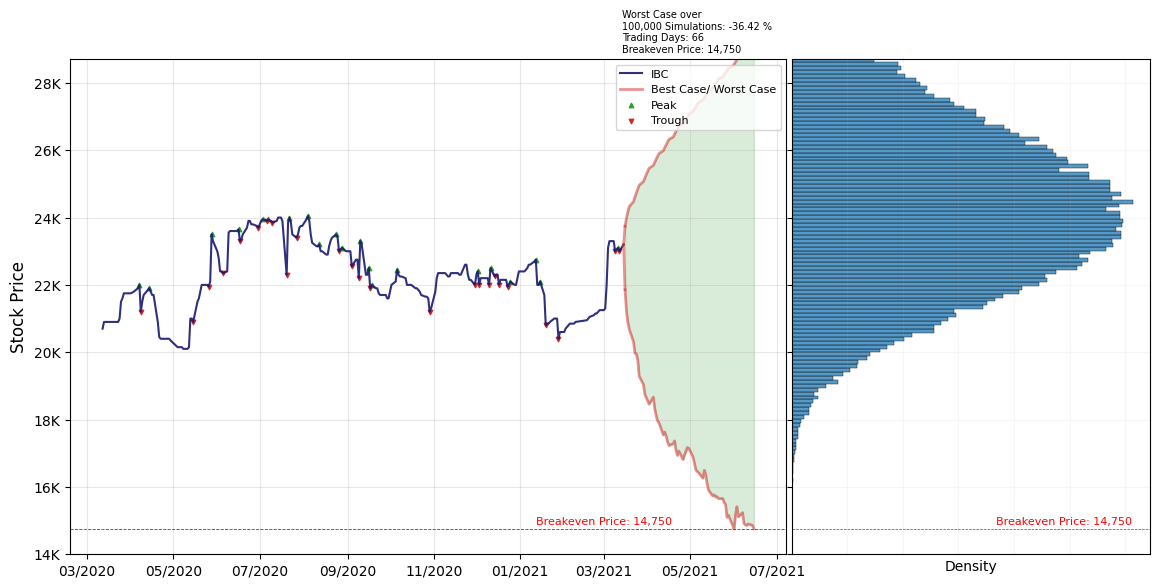 Worst Case over
100,000 Simulations: -36.42 %
Trading Days: 66
Breakeven Price: 14,750
IBC
Best Case/ Worst Case
Peak
Trough
Stock Price
28K
26K
24K
22K
20K
18K
16K
14K
Breakeven Price: 14,750
Breakeven Price: 14,750
03/2020
05/2020
07/2020
09/2020
11/2020
01/2021
03/2021
05/2021
07/2021
Density